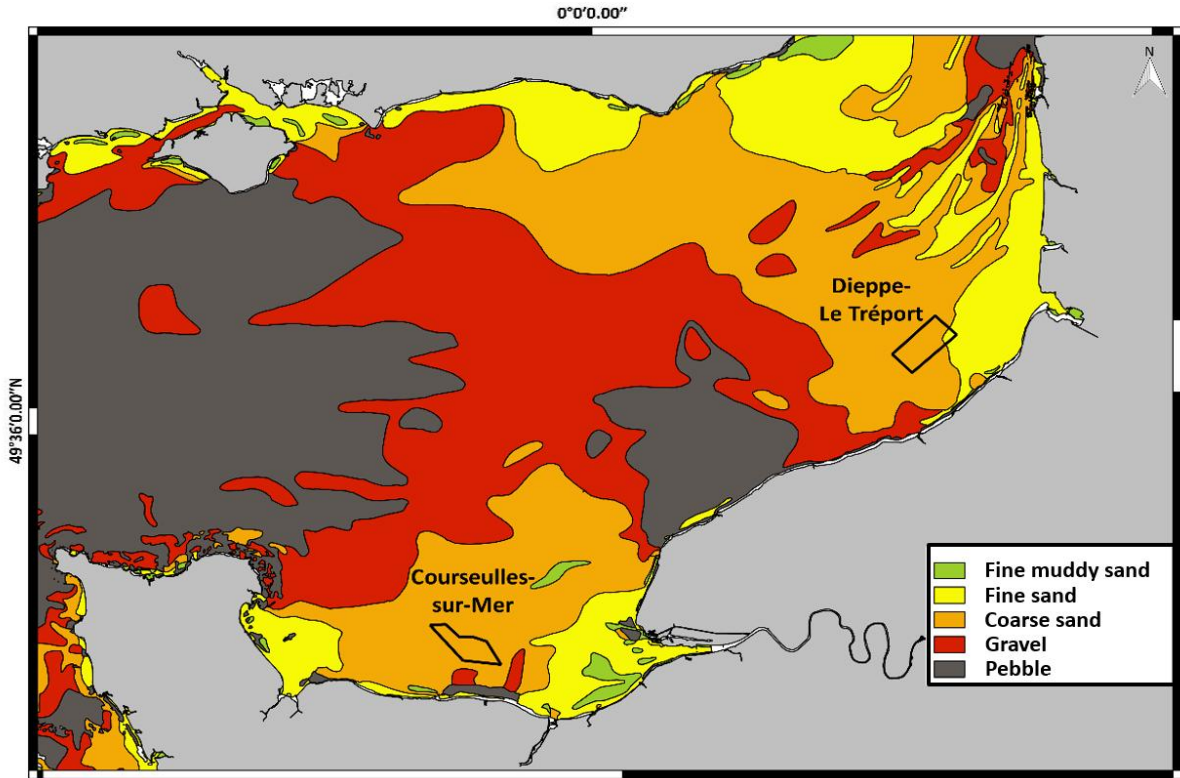 0°0'0.00"
N
Dieppe-
Le Tréport
49°36'0.00"N
Courseulles-
sur-Mer
Fine muddy sand
Fine sand
Coarse sand
Gravel
Pebble